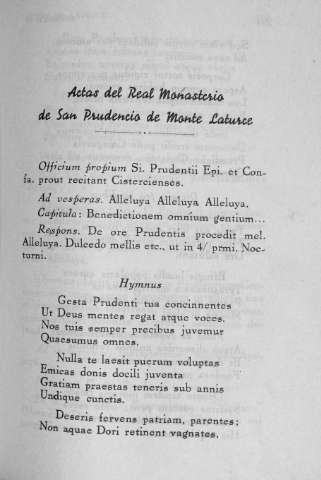 Actas del Real Monasterio
de San Prudencio de Monte Laturce
Officium propium Si. Prudentii Epi. et Con-
fa. prout recitant Cistercienses.
Ad vesperas. Alleluya Alleluya Alleluya.
Capitula: Benedictionem omnium gentium...
Respons. De ore Prudentis procedit mel.
Alleluya. Dulcedo mellis etc., ut in 4/ prmi. Noc-
turni.
Hymnus
Gesta Prudenti tua concinnentes
Ut Deus mentes regat atque voces.
Nos tuis semper precibus juvemur
Quaesumus omnes.
Nulla te laesit puerum voluptas
Emicas donis docili juventa
Gratiam praestas teneris sub annis
Undique cunctis.
Deseris fervens patriam, parentes;
Non aquae Dori retinent vagnates.